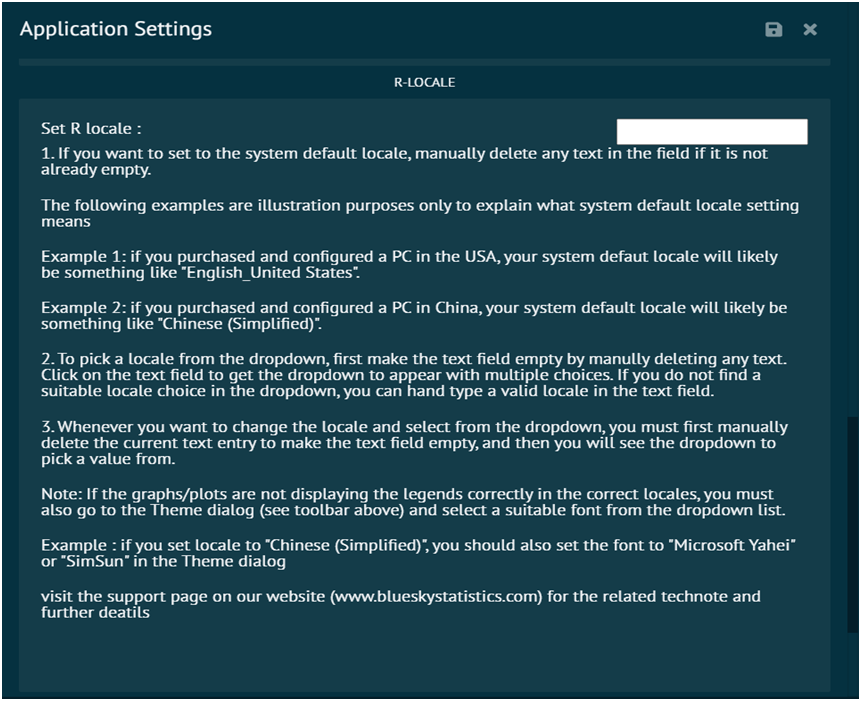 Application Settings
R-LOCALE
Set R locale :
1. If you want to set to the system default locale, manually delete any text in the field if it is not
already empty.
The following examples are illustration purposes only to explain what system default locale setting
means
Example 1: if you purchased and configured a PC in the USA, your system defaut locale will likely
be something like "English_United States".
Example 2: if you purchased and configured a PC in China, your system default locale will likely be
something like "Chinese (Simplified)".
2. To pick a locale from the dropdown, first make the text field empty by manully deleting any text.
Click on the text field to get the dropdown to appear with multiple choices. If you do not find a
suitable locale choice in the dropdown, you can hand type a valid locale in the text field.
3. Whenever you want to change the locale and select from the dropdown, you must first manually
delete the current text entry to make the text field empty, and then you will see the dropdown to
pick a value from.
Note: If the graphs/plots are not displaying the legends correctly in the correct locales, you must
also go to the Theme dialog (see toolbar above) and select a suitable font from the dropdown list.
Example : if you set locale to "Chinese (Simplified)", you should also set the font to "Microsoft Yahei"
or "SimSun" in the Theme dialog
visit the support page on our website (www.blueskystatistics.com) for the related technote and
further deatils